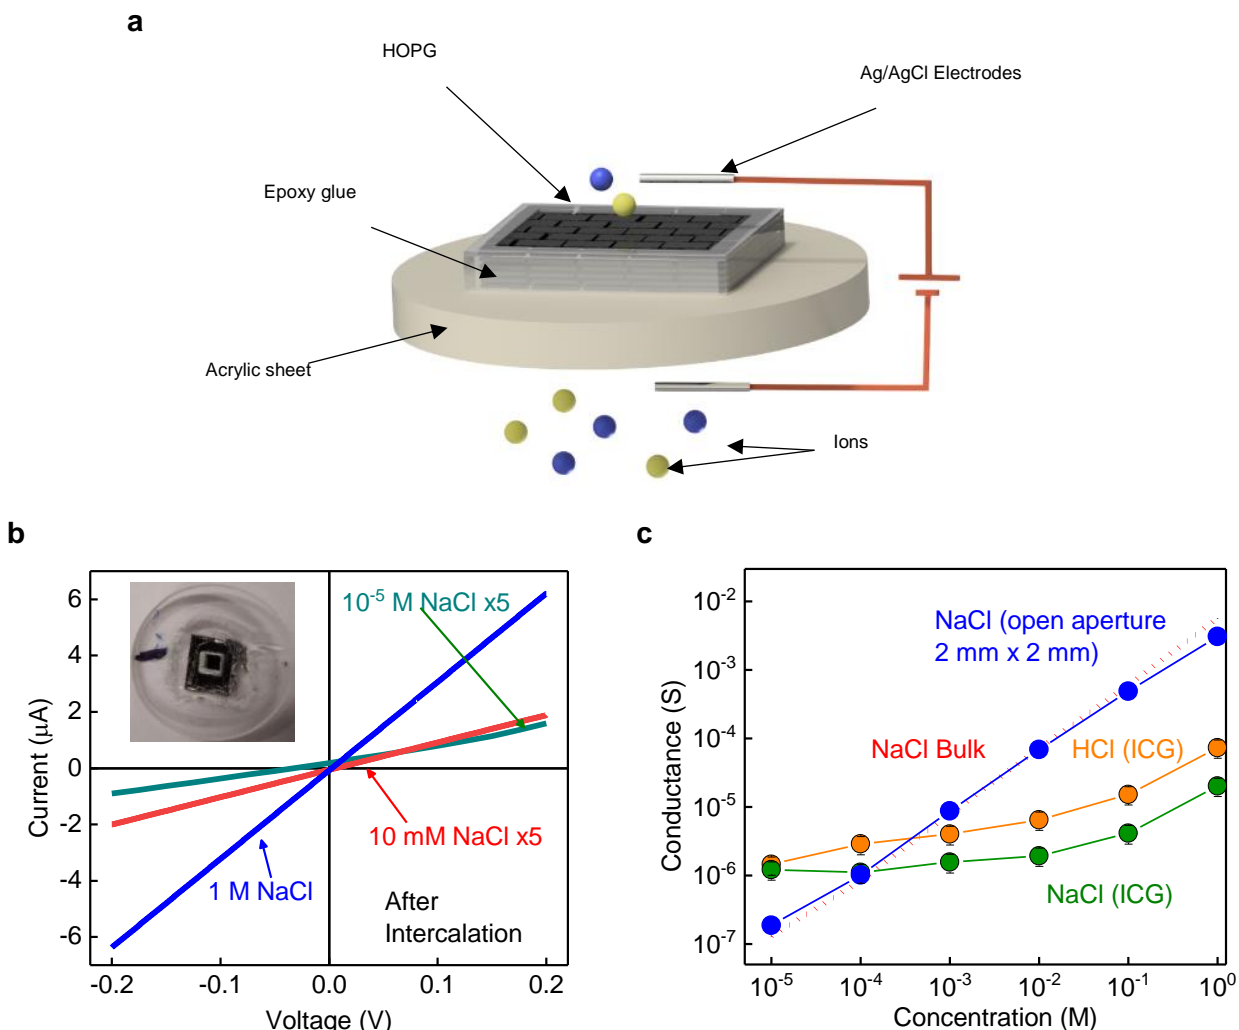 a
HOPG
Ag/AgCl Electrodes
Epoxy glue
Acrylic sheet
Ions
b
6
4
2
0
-2
-4
-6
Current (μA)
10⁻⁵ M NaCl x5
10 mM NaCl x5
1 M NaCl
After
Intercalation
-0.2
-0.1
0.0
0.1
0.2
Voltage (V)
c
10⁻²
10⁻³
10⁻⁴
10⁻⁵
10⁻⁶
10⁻⁷
Conductance (S)
NaCl (open aperture
2 mm x 2 mm)
NaCl Bulk
HCl (ICG)
NaCl (ICG)
10⁻⁵
10⁻⁴
10⁻³
10⁻²
10⁻¹
10⁰
Concentration (M)